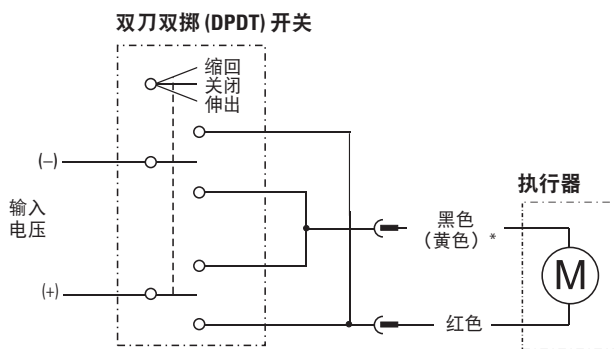 双刀双掷 (DPDT) 开关
缩回
关闭
伸出
(–)
输入
电压
(+)
执行器
黑色
（黄色）*
M
红色